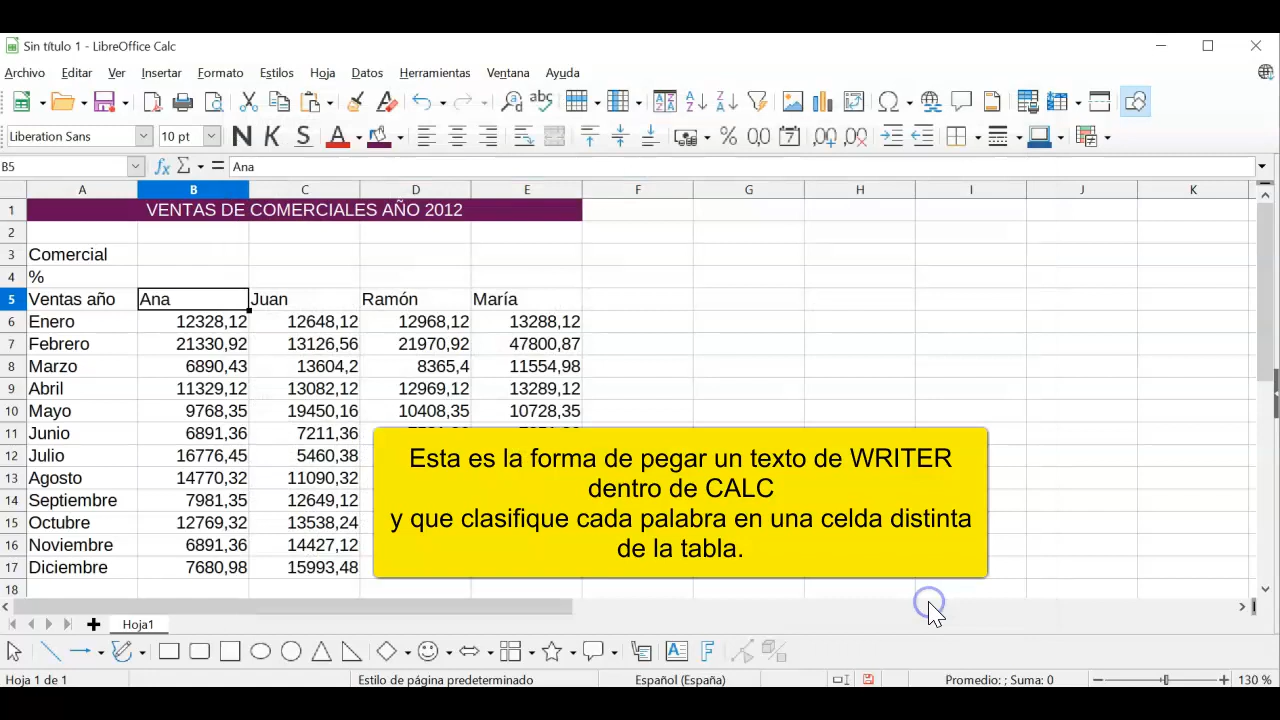 Sin título 1 - LibreOffice Calc
Archivo Editar Ver Insertar Formato Estilos Hoja Datos Herramientas Ventana Ayuda
Liberation Sans 10 pt N K S
B5 Ana
A B C D E F G H I J K
1 VENTAS DE COMERCIALES AÑO 2012
2
3 Comercial
4 %
5 Ventas año Ana Juan Ramón María
6 Enero 12328,12 12648,12 12968,12 13288,12
7 Febrero 21330,92 13126,56 21970,92 47800,87
8 Marzo 6890,43 13604,2 8365,4 11554,98
9 Abril 11329,12 13082,12 12969,12 13289,12
10 Mayo 9768,35 19450,16 10408,35 10728,35
11 Junio 6891,36 7211,36
12 Julio 16776,45 5460,38
13 Agosto 14770,32 11090,32
14 Septiembre 7981,35 12649,12
15 Octubre 12769,32 13538,24
16 Noviembre 6891,36 14427,12
17 Diciembre 7680,98 15993,48
18
Esta es la forma de pegar un texto de WRITER
dentro de CALC
y que clasifique cada palabra en una celda distinta
de la tabla.
Hoja1
Hoja 1 de 1 Estilo de página predeterminado Español (España) Promedio: ; Suma: 0 130 %